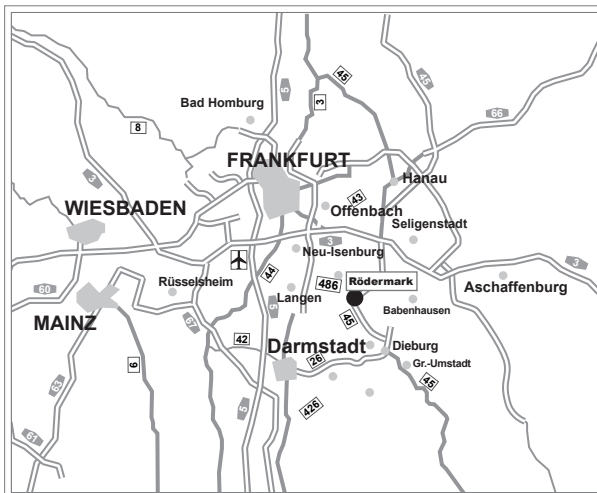 45
5
3
45
66
Bad Homburg
8
FRANKFURT
3
Hanau
43
WIESBADEN
Offenbach
Seligenstadt
3
Neu-Isenburg
3
60
Rüsselsheim
44
486
Rödermark
Aschaffenburg
Langen
Babenhausen
MAINZ
5
45
67
42
Darmstadt
Dieburg
26
Gr.-Umstadt
9
45
63
426
5
61